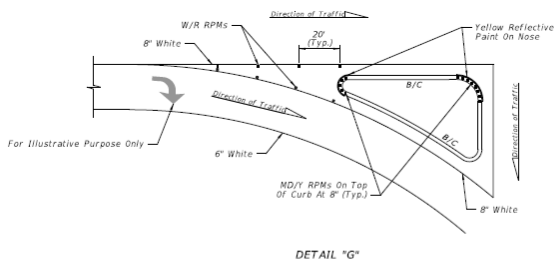 Direction of Traffic
W/R RPMs
20'
(Typ.)
Yellow Reflective
Paint On Nose
8" White
B/C
Direction of Traffic
Direction of Traffic
B/C
For Illustrative Purpose Only
6" White
MD/Y RPMs On Top
Of Curb At 8" (Typ.)
8" White
DETAIL "G"